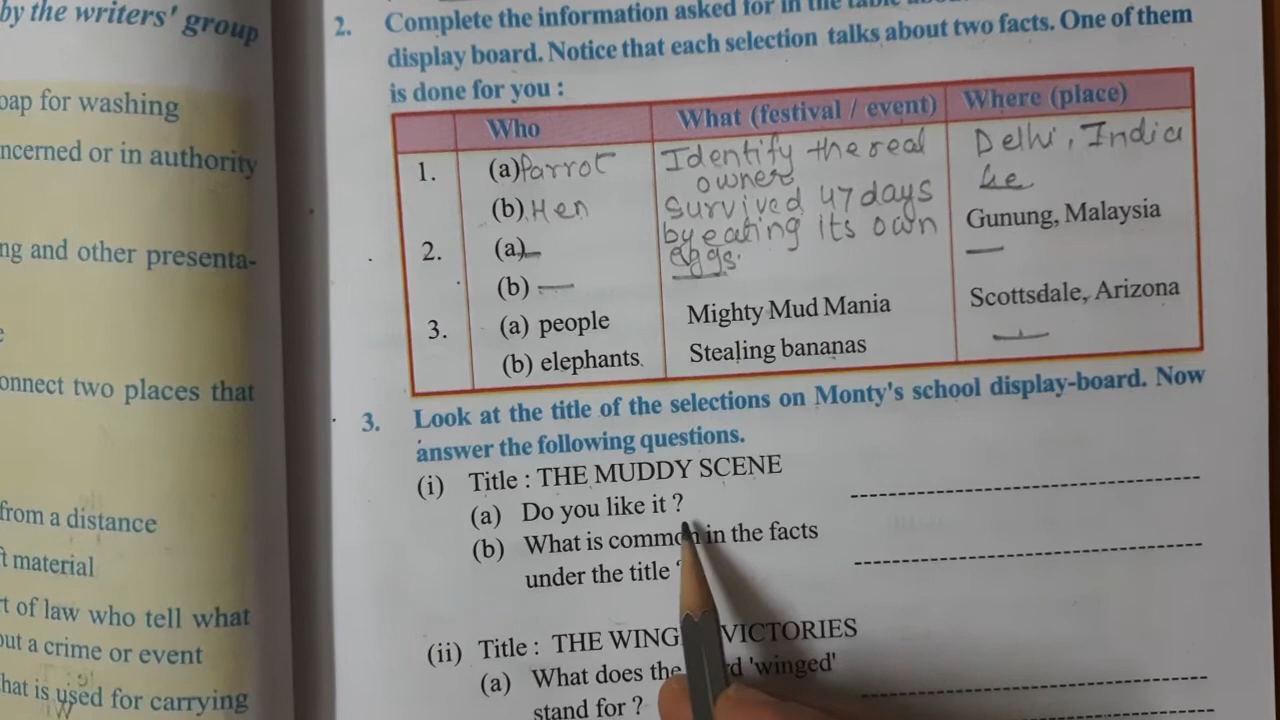 by the writers' group
oap for washing
ncerned or in authority
ng and other presenta-
onnect two places that
from a distance
t material
t of law who tell what
out a crime or event
hat is used for carrying
2. Complete the information asked for in the table
display board. Notice that each selection talks about two facts. One of them
is done for you :
Who What (festival / event) Where (place)
1. (a) Parrot Identify the real owner Delhi, India
(b) Hen Survived 47 days by eating its own eggs. Gunung, Malaysia
2. (a) — —
(b) —
3. (a) people Mighty Mud Mania Scottsdale, Arizona
(b) elephants. Stealing bananas —
3. Look at the title of the selections on Monty's school display-board. Now
answer the following questions.
(i) Title : THE MUDDY SCENE
(a) Do you like it ?
(b) What is common in the facts
under the title
(ii) Title : THE WING VICTORIES
(a) What does the 'winged'
stand for ?